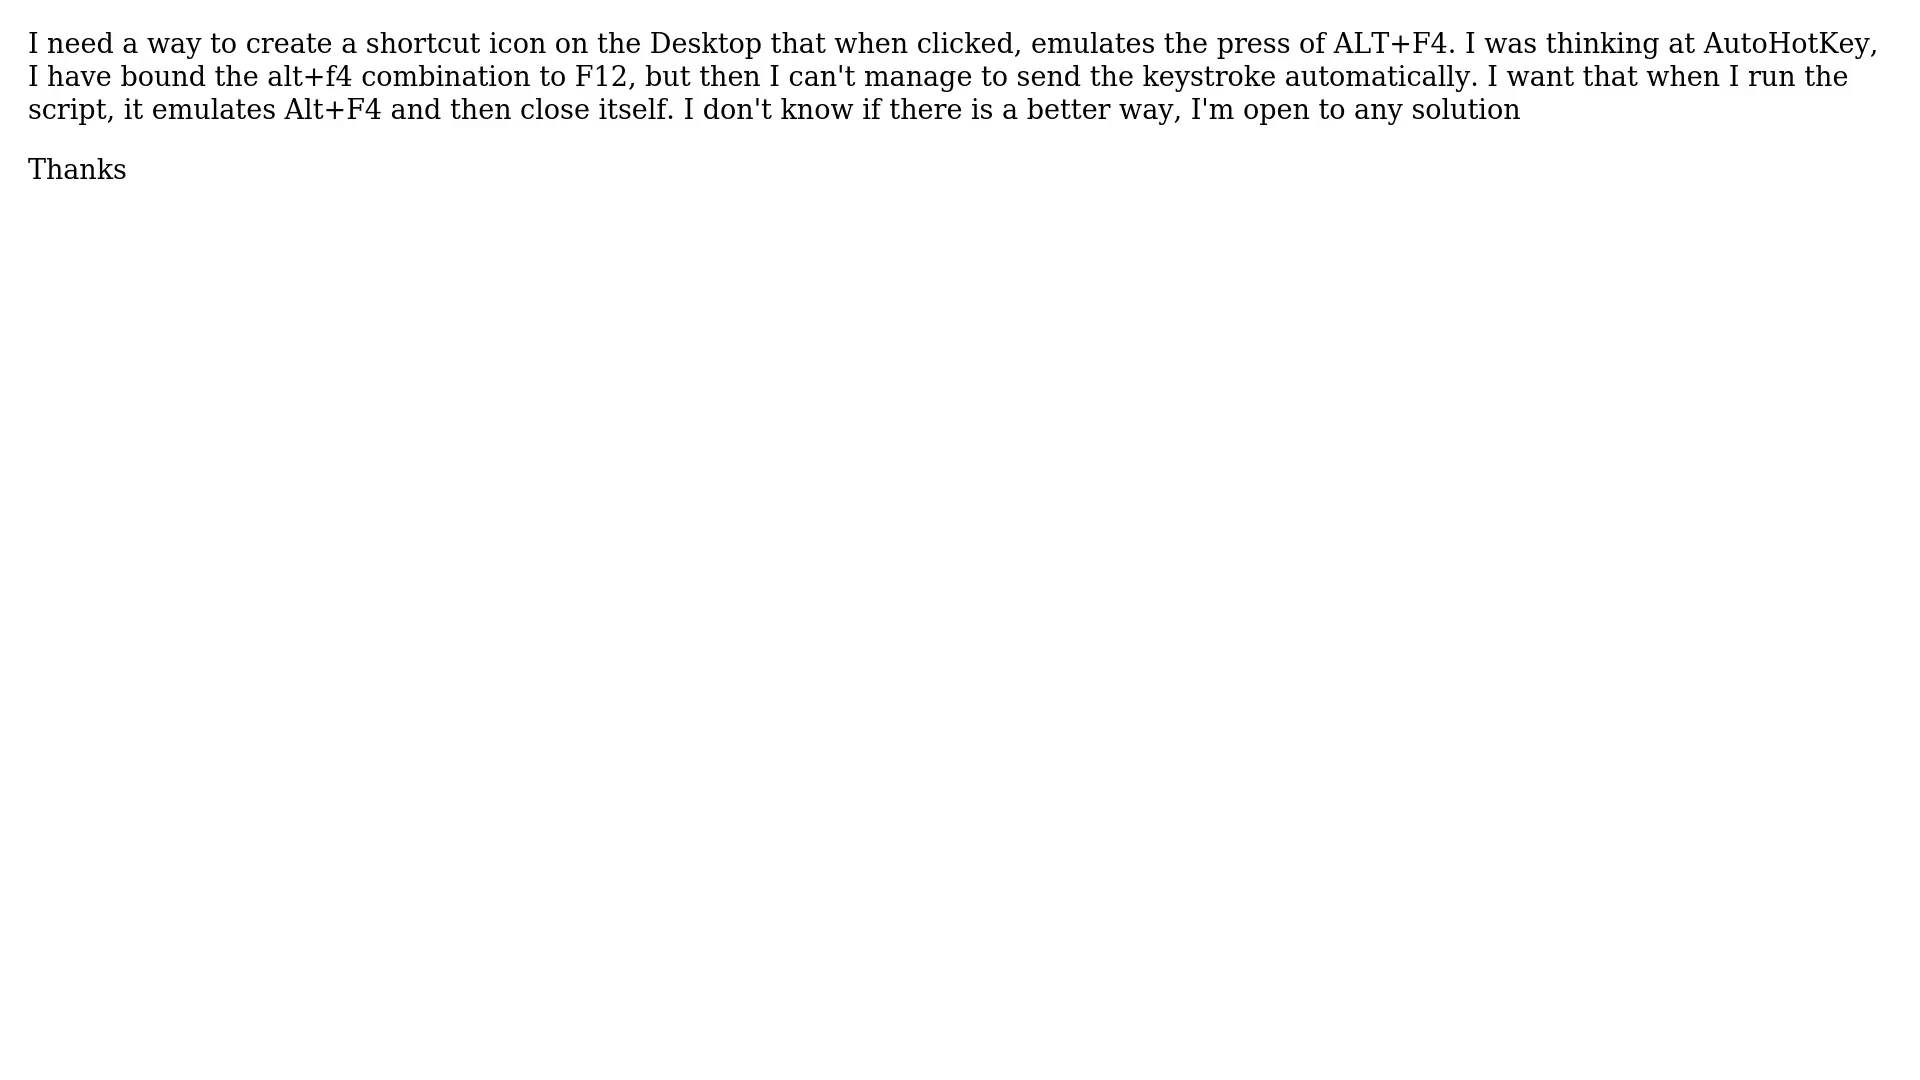 I need a way to create a shortcut icon on the Desktop that when clicked, emulates the press of ALT+F4. I was thinking at AutoHotKey,
I have bound the alt+f4 combination to F12, but then I can't manage to send the keystroke automatically. I want that when I run the
script, it emulates Alt+F4 and then close itself. I don't know if there is a better way, I'm open to any solution
Thanks